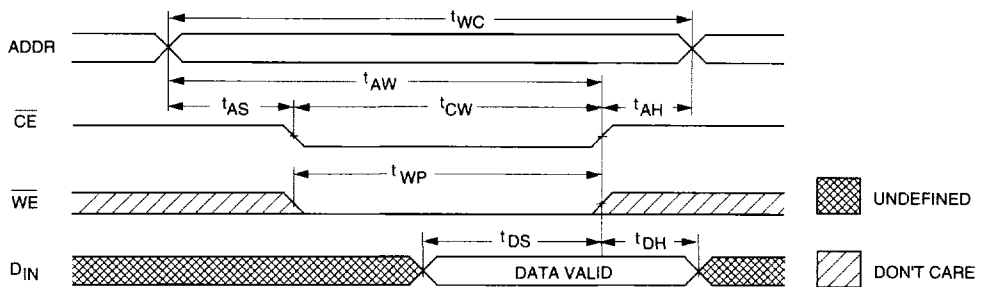 tWC
ADDR
tAW
tAS tCW tAH
CE
tWP
WE
UNDEFINED
tDS tDH
DIN DATA VALID
DON'T CARE